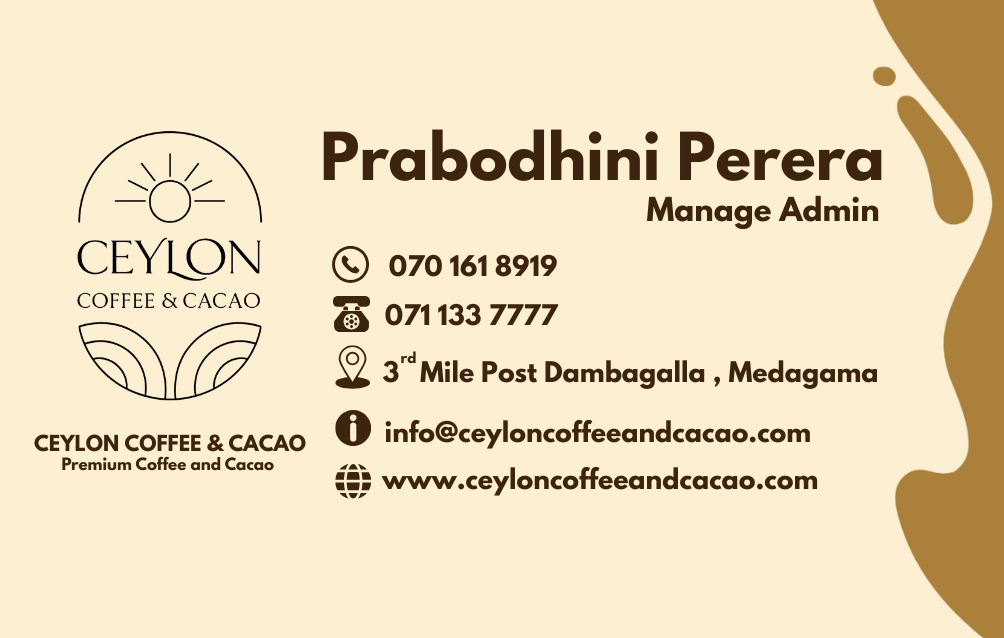 CEYLON
COFFEE & CACAO
CEYLON COFFEE & CACAO
Premium Coffee and Cacao
Prabodhini Perera
Manage Admin
070 161 8919
071 133 7777
3rd Mile Post Dambagalla , Medagama
info@ceyloncoffeeandcacao.com
www.ceyloncoffeeandcacao.com